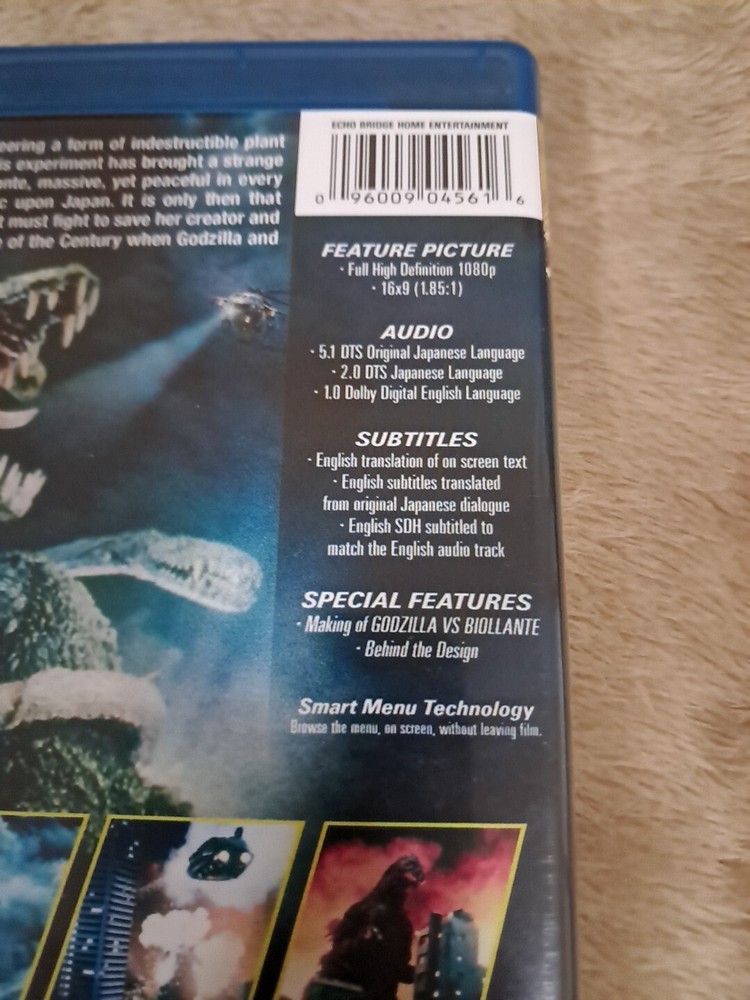 eering a form of indestructible plant
is experiment has brought a strange
ante, massive, yet peaceful in every
c upon Japan. It is only then that
t must fight to save her creator and
e of the Century when Godzilla and
ECHO BRIDGE HOME ENTERTAINMENT
0 96009 04561 6
FEATURE PICTURE
· Full High Definition 1080p
· 16x9 (1.85:1)
AUDIO
· 5.1 DTS Original Japanese Language
· 2.0 DTS Japanese Language
· 1.0 Dolby Digital English Language
SUBTITLES
· English translation of on screen text
· English subtitles translated
from original Japanese dialogue
· English SDH subtitled to
match the English audio track
SPECIAL FEATURES
· Making of GODZILLA VS BIOLLANTE
· Behind the Design
Smart Menu Technology
Browse the menu, on screen, without leaving film.